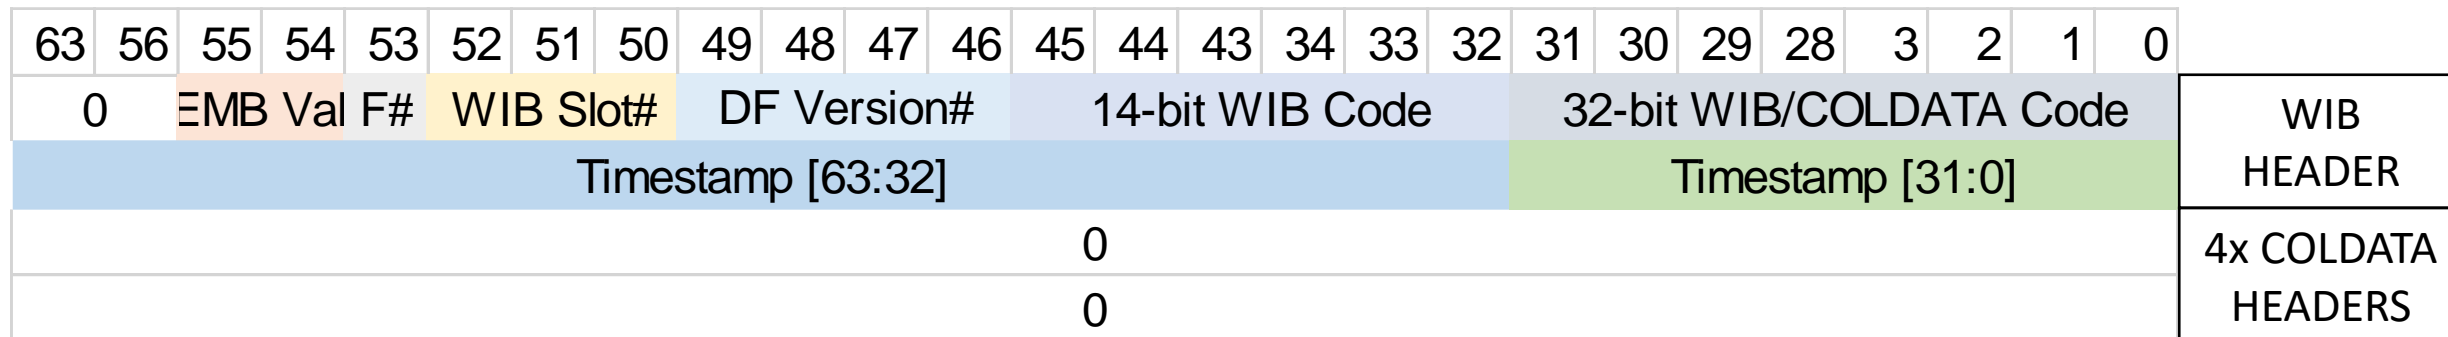 63 56 55 54 53 52 51 50 49 48 47 46 45 44 43 34 33 32 31 30 29 28 3 2 1 0
0 EMB Val F# WIB Slot# DF Version# 14-bit WIB Code 32-bit WIB/COLDATA Code
WIB
HEADER
Timestamp [63:32] Timestamp [31:0]
0
0
4x COLDATA
HEADERS